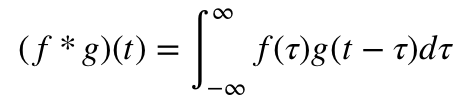 (f * g)(t) = ∫_{-∞}^{∞} f(τ)g(t − τ)dτ